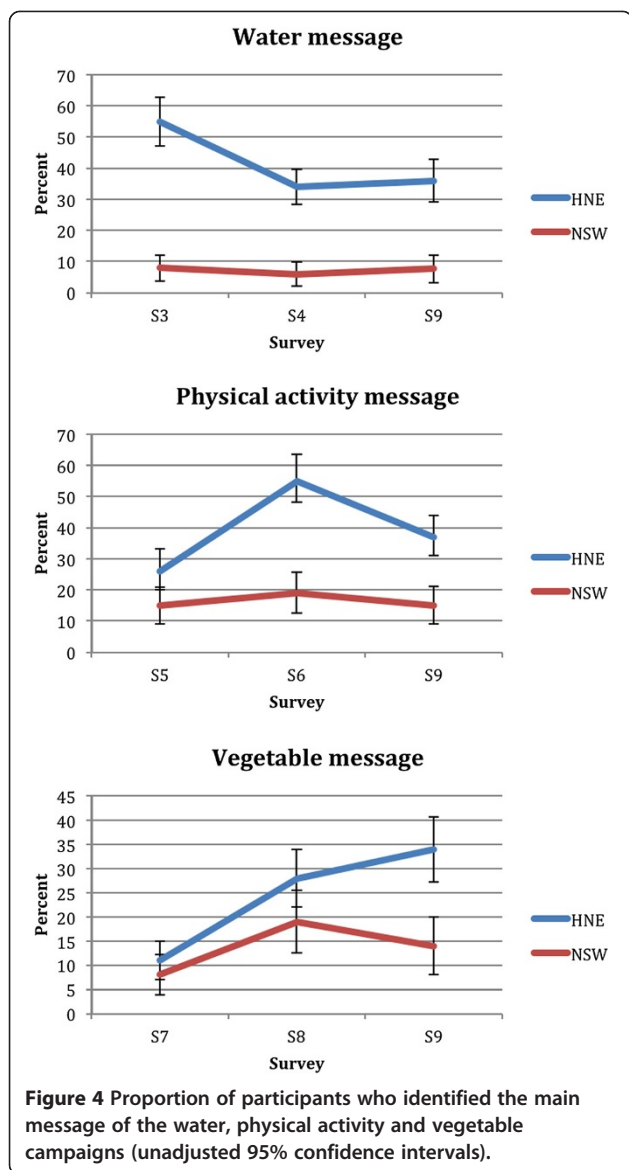 Water message
70
60
50
40
30
20
10
0
Percent
S3 S4 S9
Survey
HNE
NSW
Physical activity message
70
60
50
40
30
20
10
0
Percent
S5 S6 S9
Survey
HNE
NSW
Vegetable message
45
40
35
30
25
20
15
10
5
0
Percent
S7 S8 S9
Survey
HNE
NSW
Figure 4 Proportion of participants who identified the main
message of the water, physical activity and vegetable
campaigns (unadjusted 95% confidence intervals).